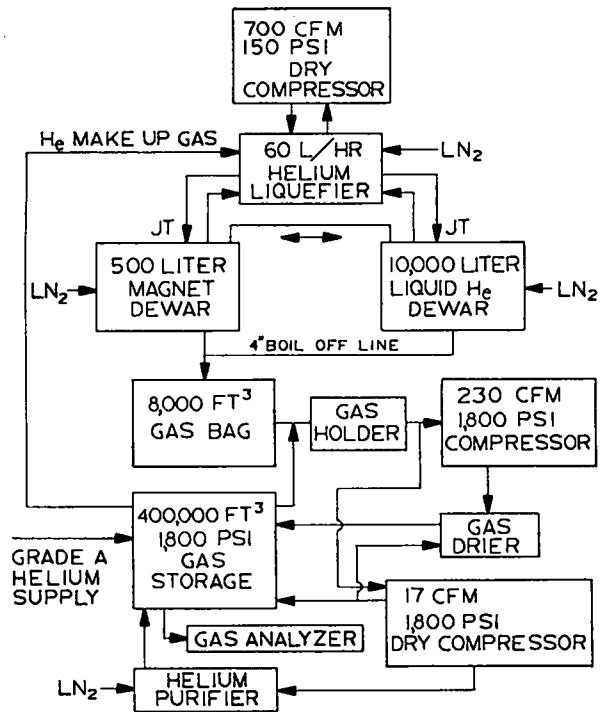 700 CFM
150 PSI
DRY
COMPRESSOR
He MAKE UP GAS
60 L/HR
HELIUM
LIQUEFIER
LN2
JT
JT
500 LITER
MAGNET
DEWAR
LN2
10,000 LITER
LIQUID He
DEWAR
LN2
4" BOIL OFF LINE
8,000 FT³
GAS BAG
GAS
HOLDER
230 CFM
1,800 PSI
COMPRESSOR
400,000 FT³
1,800 PSI
GAS
STORAGE
GAS
DRIER
GRADE A
HELIUM
SUPPLY
17 CFM
1,800 PSI
DRY COMPRESSOR
GAS ANALYZER
LN2
HELIUM
PURIFIER